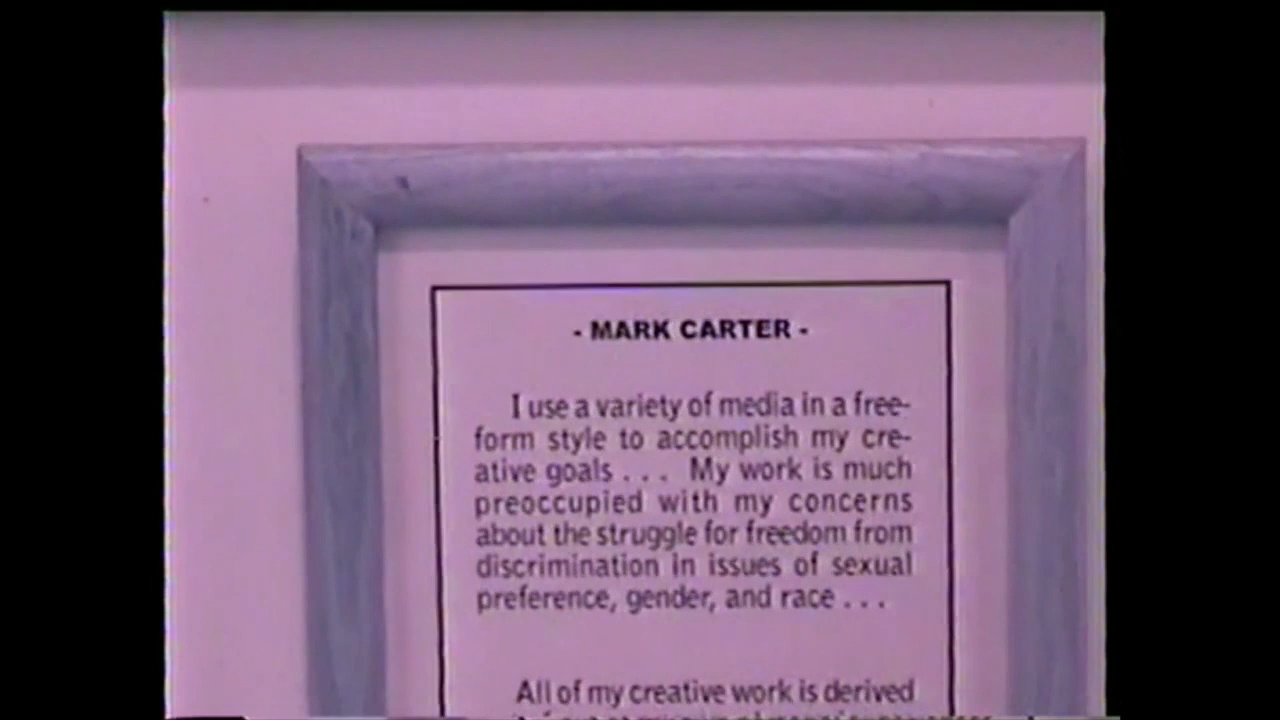 - MARK CARTER -
I use a variety of media in a free-
form style to accomplish my cre-
ative goals . . . My work is much
preoccupied with my concerns
about the struggle for freedom from
discrimination in issues of sexual
preference, gender, and race . . .
All of my creative work is derived